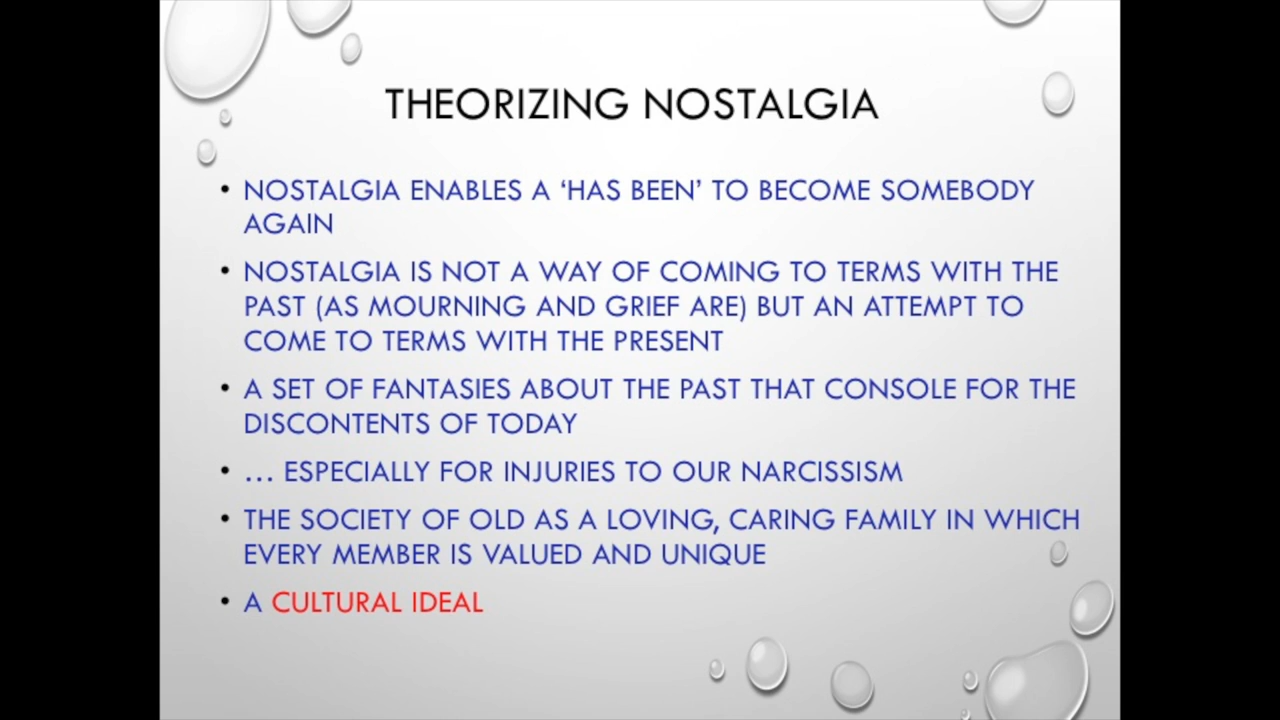 THEORIZING NOSTALGIA
• NOSTALGIA ENABLES A ‘HAS BEEN’ TO BECOME SOMEBODY
AGAIN
• NOSTALGIA IS NOT A WAY OF COMING TO TERMS WITH THE
PAST (AS MOURNING AND GRIEF ARE) BUT AN ATTEMPT TO
COME TO TERMS WITH THE PRESENT
• A SET OF FANTASIES ABOUT THE PAST THAT CONSOLE FOR THE
DISCONTENTS OF TODAY
• … ESPECIALLY FOR INJURIES TO OUR NARCISSISM
• THE SOCIETY OF OLD AS A LOVING, CARING FAMILY IN WHICH
EVERY MEMBER IS VALUED AND UNIQUE
• A CULTURAL IDEAL